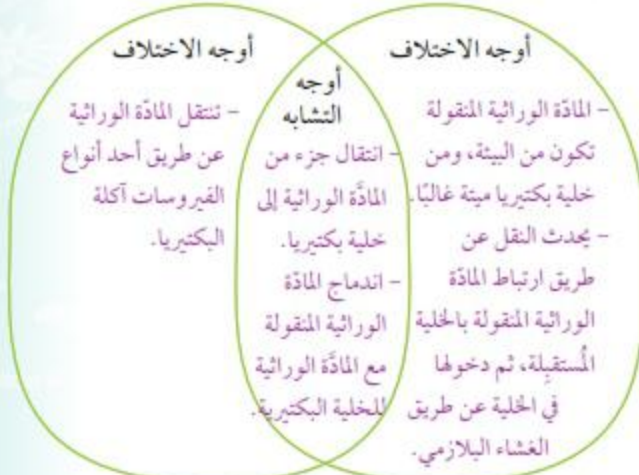 أوجه الاختلاف
- المادّة الوراثية المنقولة
تكون من البيئة، ومن
خلية بكتيريا ميتة غالبًا.
- يحدث النقل عن
طريق ارتباط المادّة
الوراثية المنقولة بالخلية
المُستقبِلة، ثم دخولها
في الخلية عن طريق
الغشاء البلازمي.
أوجه
التشابه
- انتقال جزء من
المادَّة الوراثية إلى
خلية بكتيريا.
- اندماج المادّة
الوراثية المنقولة
مع المادَّة الوراثية
للخلية البكتيرية.
أوجه الاختلاف
- تنتقل المادّة الوراثية
عن طريق أحد أنواع
الفيروسات آكلة
البكتيريا.